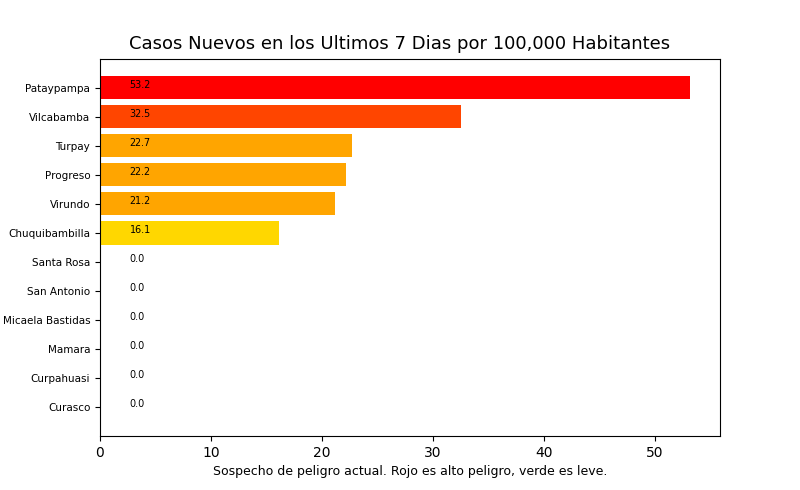 Casos Nuevos en los Ultimos 7 Dias por 100,000 Habitantes
Pataypampa 53.2
Vilcabamba 32.5
Turpay 22.7
Progreso 22.2
Virundo 21.2
Chuquibambilla 16.1
Santa Rosa 0.0
San Antonio 0.0
Micaela Bastidas 0.0
Mamara 0.0
Curpahuasi 0.0
Curasco 0.0
0 10 20 30 40 50
Sospecho de peligro actual. Rojo es alto peligro, verde es leve.